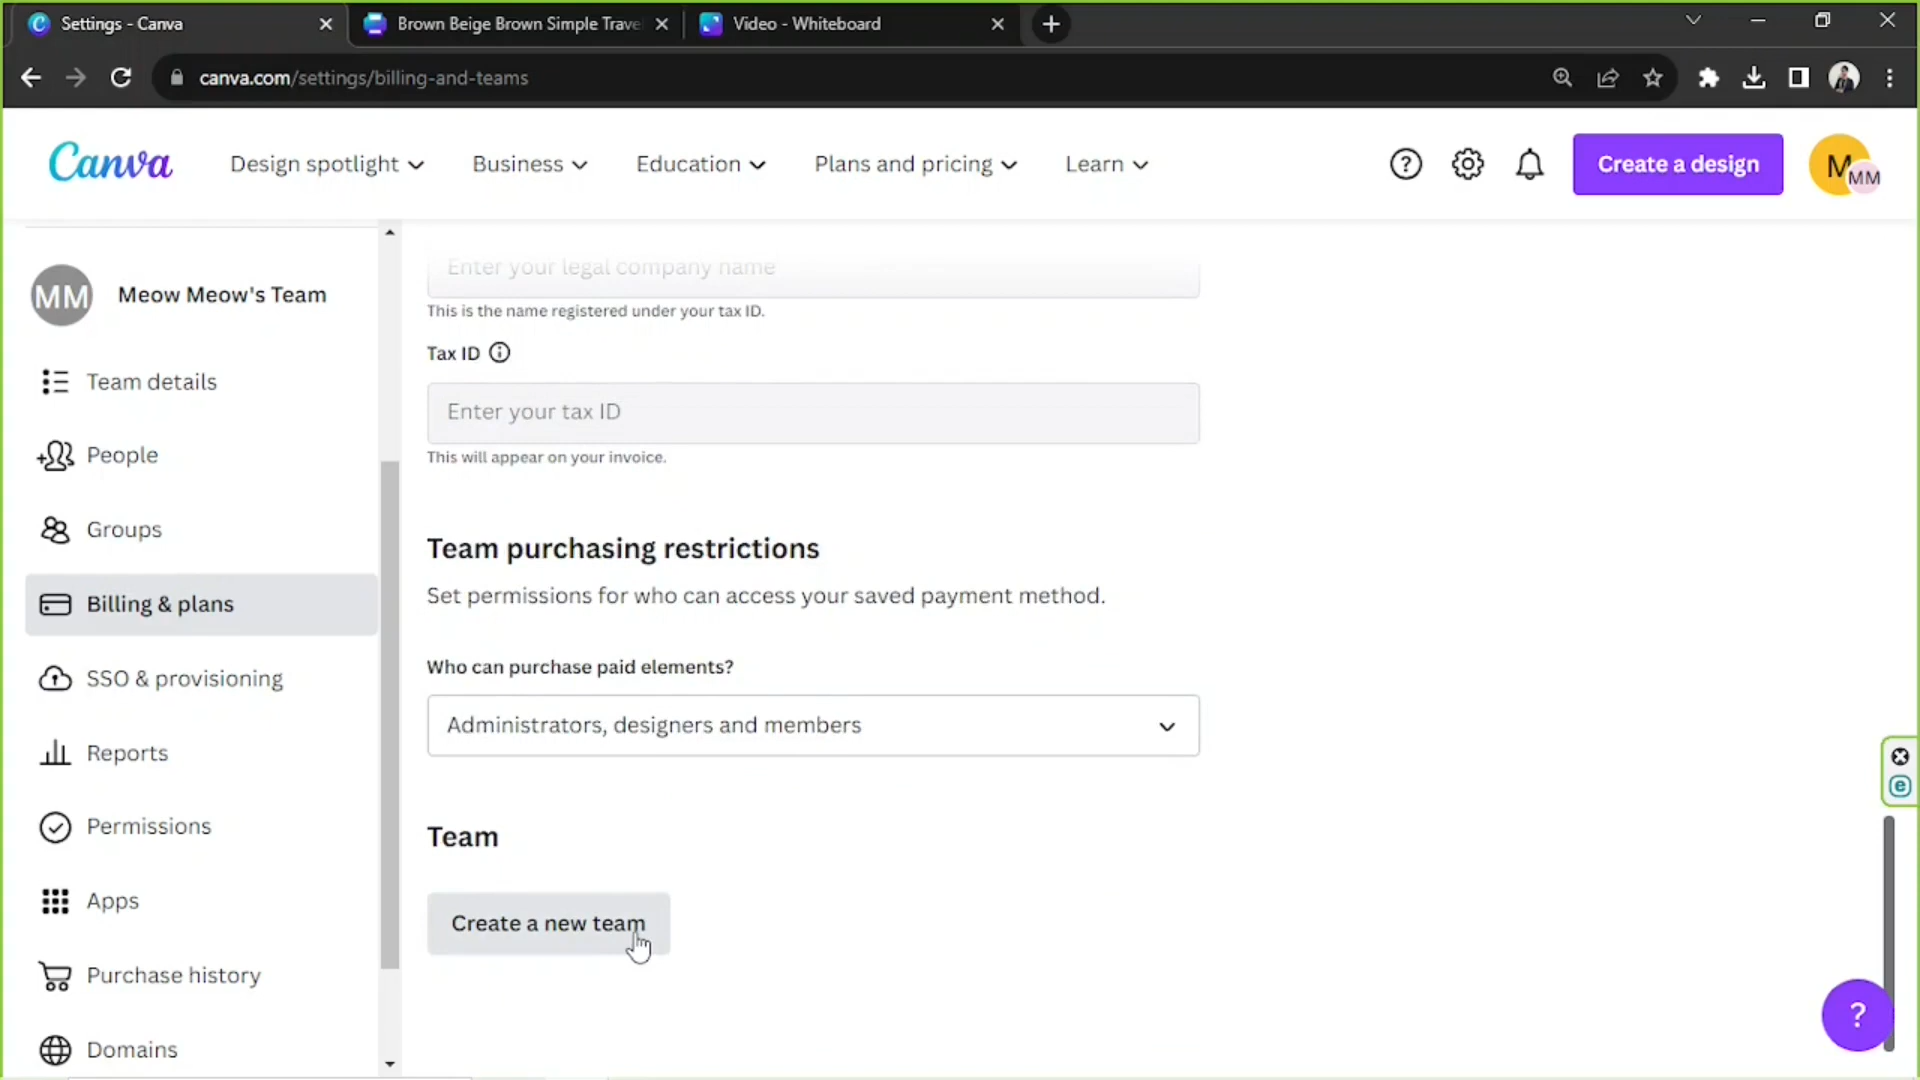 Settings - Canva
Brown Beige Brown Simple Trave
Video - Whiteboard
canva.com/settings/billing-and-teams
Canva
Design spotlight
Business
Education
Plans and pricing
Learn
?
Create a design
M
MM
MM
Meow Meow's Team
Team details
People
Groups
Billing & plans
SSO & provisioning
Reports
Permissions
Apps
Purchase history
Domains
Enter your legal company name
This is the name registered under your tax ID.
Tax ID
Enter your tax ID
This will appear on your invoice.
Team purchasing restrictions
Set permissions for who can access your saved payment method.
Who can purchase paid elements?
Administrators, designers and members
Team
Create a new team
e
?